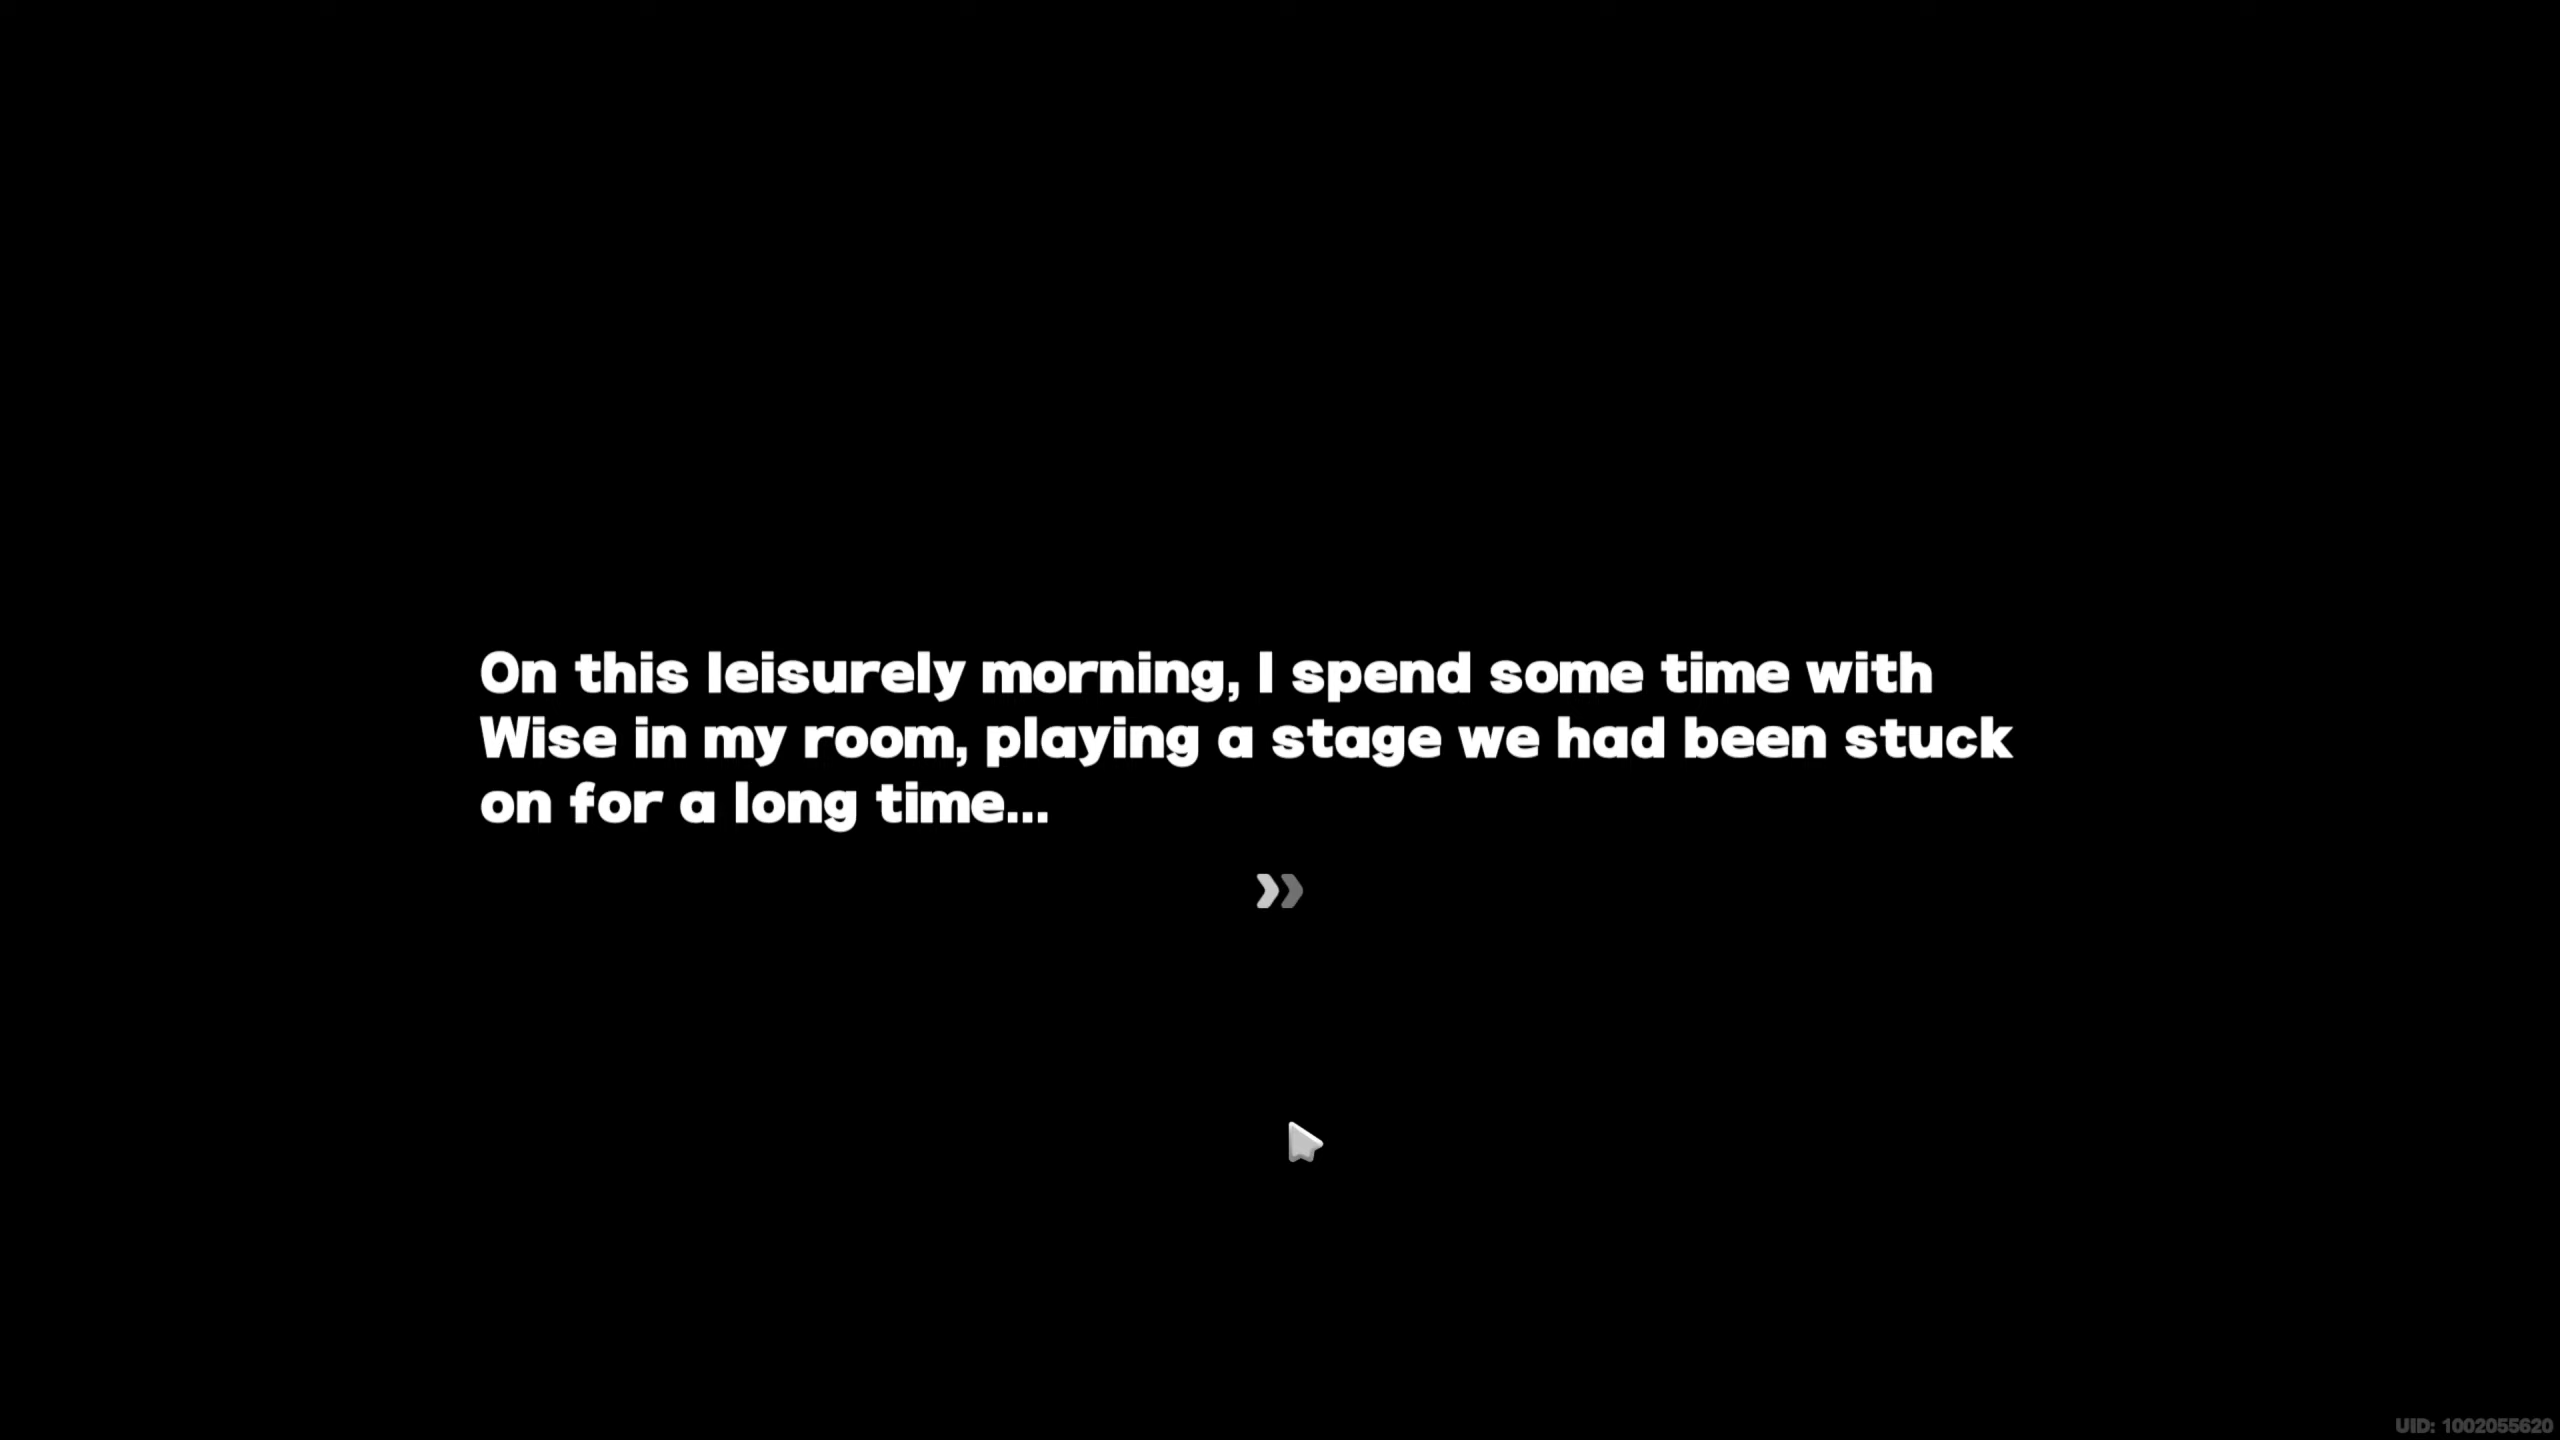 On this leisurely morning, I spend some time with
Wise in my room, playing a stage we had been stuck
on for a long time...
UID: 1002055620